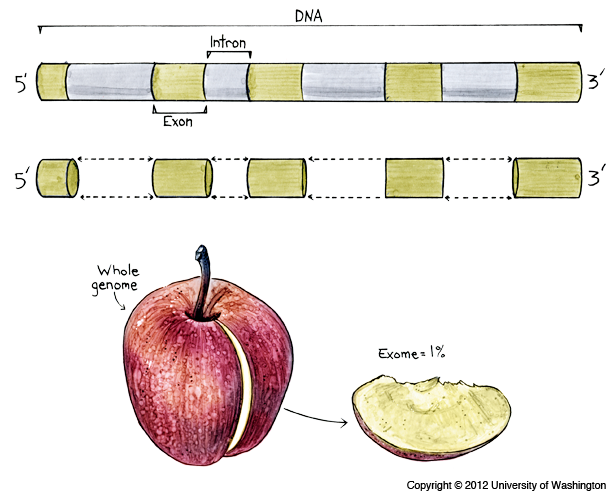 DNA
Intron
5' 3'
Exon
5' 3'
Whole
genome
Exome = 1%
Copyright © 2012 University of Washington